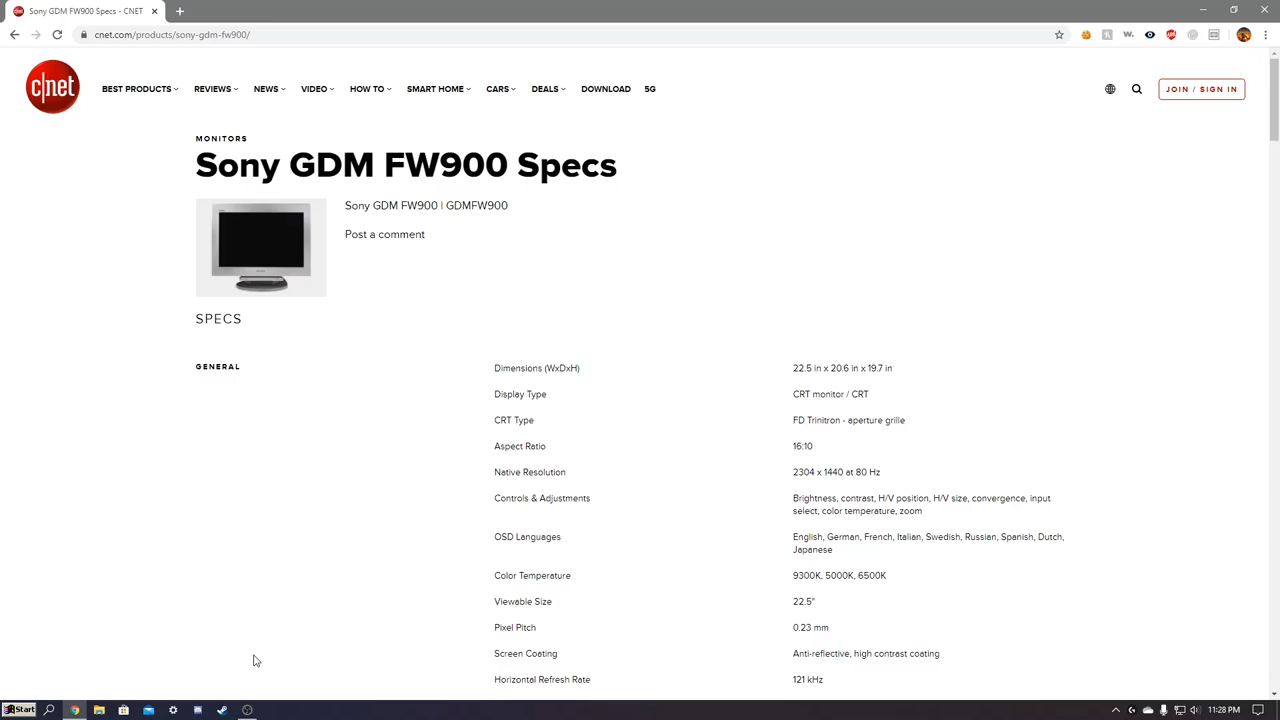 Sony GDM FW900 Specs - CNET
cnet.com/products/sony-gdm-fw900/
c|net
BEST PRODUCTS REVIEWS NEWS VIDEO HOW TO SMART HOME CARS DEALS DOWNLOAD 5G
JOIN / SIGN IN
MONITORS
Sony GDM FW900 Specs
Sony GDM FW900 | GDMFW900
Post a comment
SPECS
GENERAL
Dimensions (WxDxH) 22.5 in x 20.6 in x 19.7 in
Display Type CRT monitor / CRT
CRT Type FD Trinitron - aperture grille
Aspect Ratio 16:10
Native Resolution 2304 x 1440 at 80 Hz
Controls & Adjustments Brightness, contrast, H/V position, H/V size, convergence, input
select, color temperature, zoom
OSD Languages English, German, French, Italian, Swedish, Russian, Spanish, Dutch,
Japanese
Color Temperature 9300K, 5000K, 6500K
Viewable Size 22.5"
Pixel Pitch 0.23 mm
Screen Coating Anti-reflective, high contrast coating
Horizontal Refresh Rate 121 kHz
Start 11:28 PM